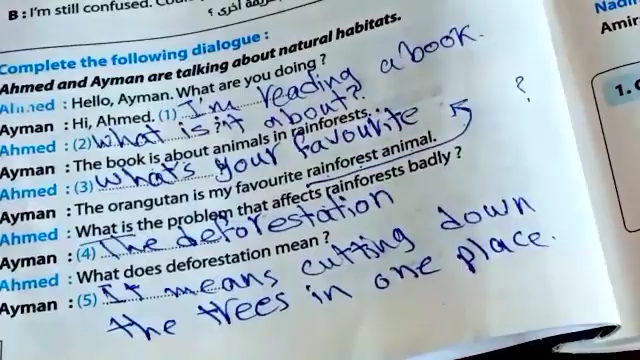 B : I'm still confused.
طريقة أخرى ؟
Complete the following dialogue :
Ahmed and Ayman are talking about natural habitats.
Ahmed : Hello, Ayman. What are you doing ?
Ayman : Hi, Ahmed. (1) I'm reading a book.
Ahmed : (2) What is it about?
Ayman : The book is about animals in rainforests.
Ahmed : (3) What's your favourite ?
Ayman : The orangutan is my favourite rainforest animal.
Ahmed : What is the problem that affects rainforests badly ?
Ayman : (4) The deforestation
Ahmed : What does deforestation mean ?
Ayman : (5) It means cutting down
the trees in one place.
Amir
1.